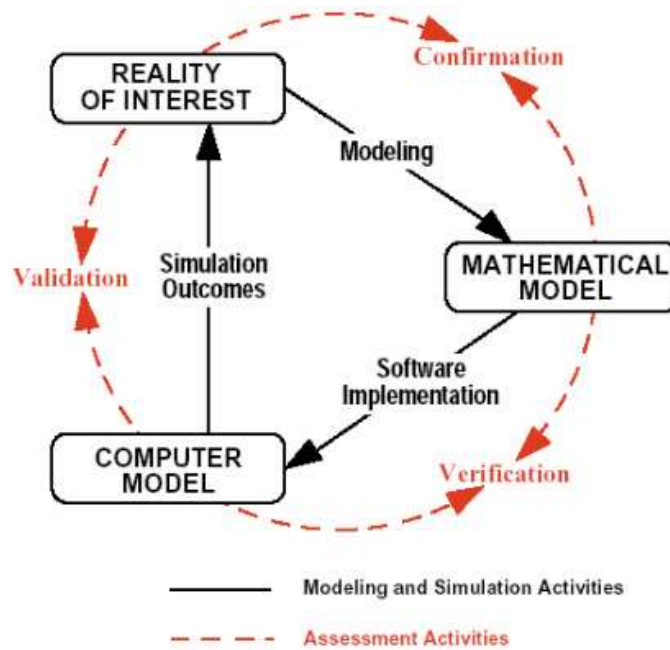 REALITY
OF INTEREST
Confirmation
Modeling
Validation
Simulation
Outcomes
MATHEMATICAL
MODEL
Software
Implementation
COMPUTER
MODEL
Verification
Modeling and Simulation Activities
Assessment Activities